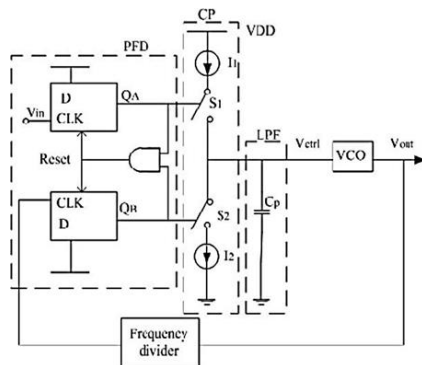 CP
VDD
PFD
I1
D
QA
S1
Vin
CLK
LPF
Reset
Vctrl
VCO
Vout
CLK
QB
S2
Cp
D
I2
Frequency
divider